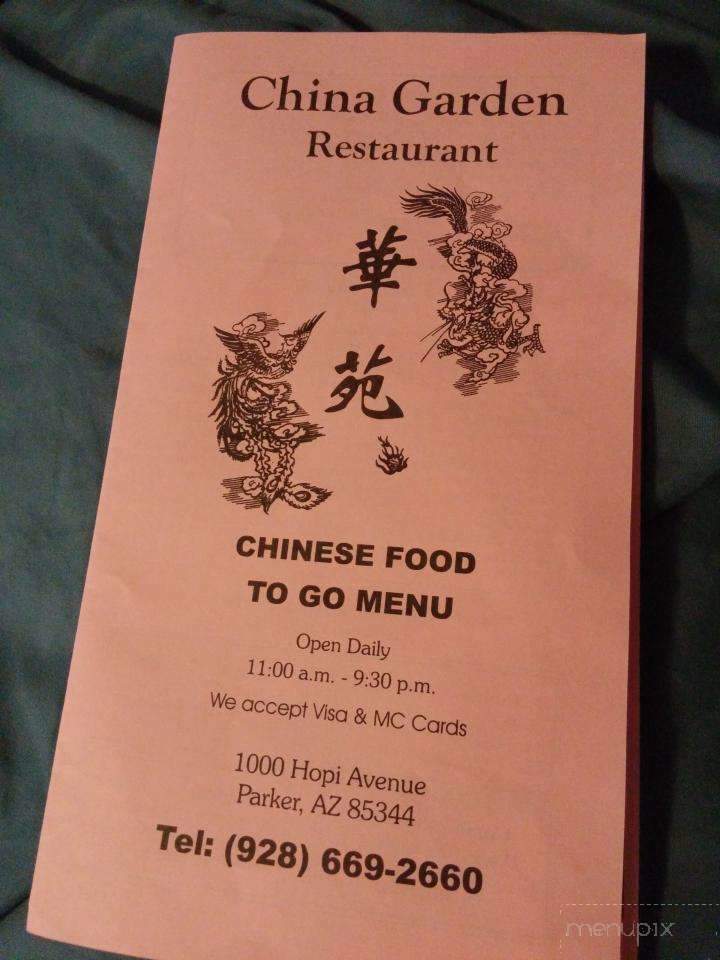 China Garden
Restaurant
華
苑
CHINESE FOOD
TO GO MENU
Open Daily
11:00 a.m. - 9:30 p.m.
We accept Visa & MC Cards
1000 Hopi Avenue
Parker, AZ 85344
Tel: (928) 669-2660
menupix